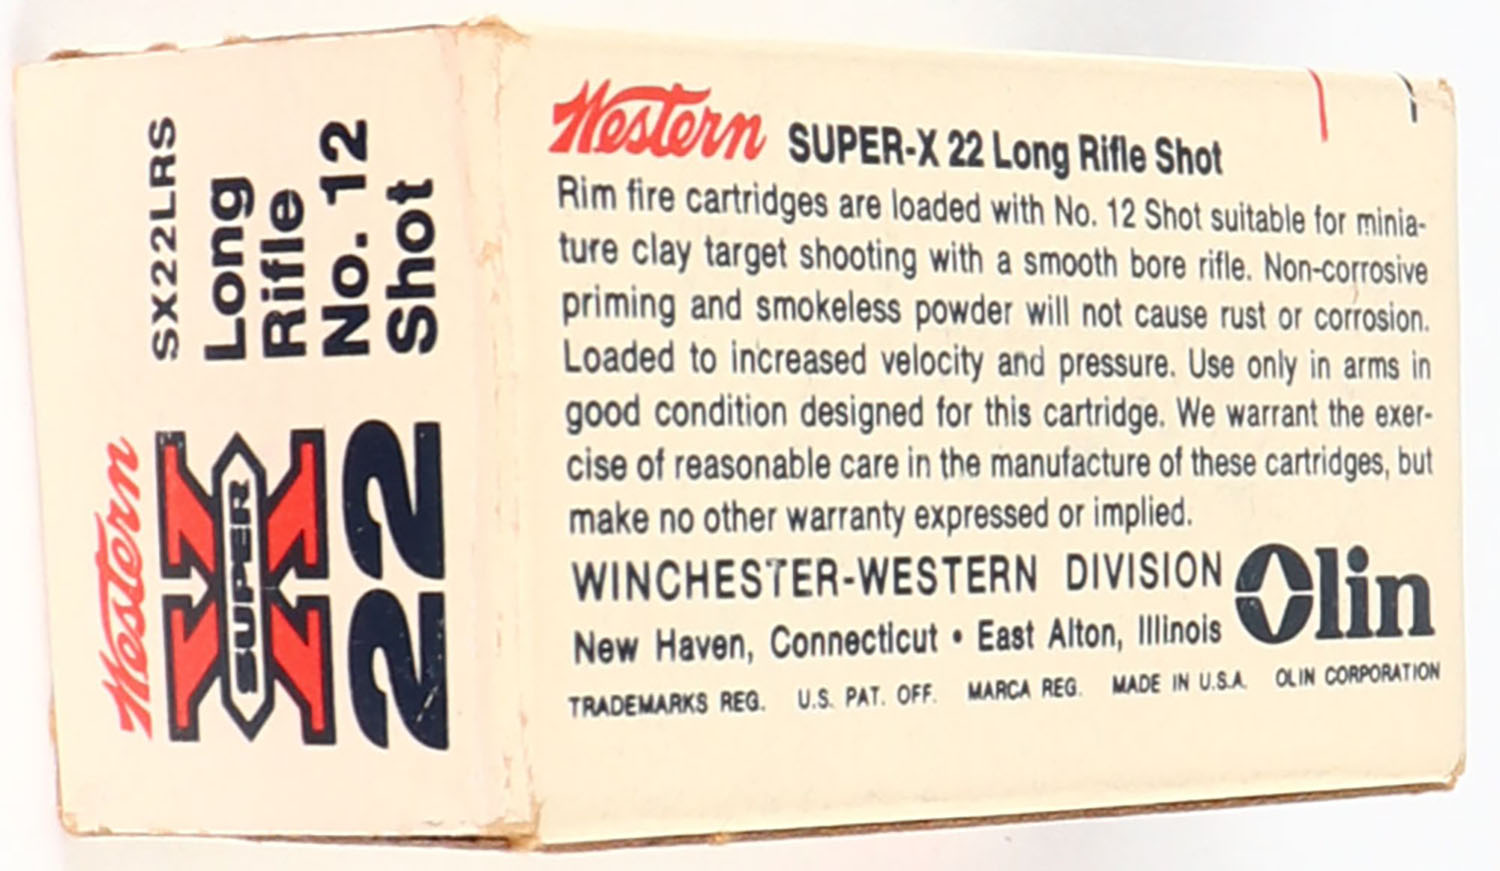 SX22LRS
Long
Rifle
No. 12
Shot
Western
SUPER X
22
Western SUPER-X 22 Long Rifle Shot
Rim fire cartridges are loaded with No. 12 Shot suitable for minia-
ture clay target shooting with a smooth bore rifle. Non-corrosive
priming and smokeless powder will not cause rust or corrosion.
Loaded to increased velocity and pressure. Use only in arms in
good condition designed for this cartridge. We warrant the exer-
cise of reasonable care in the manufacture of these cartridges, but
make no other warranty expressed or implied.
WINCHESTER-WESTERN DIVISION
Olin
New Haven, Connecticut • East Alton, Illinois
TRADEMARKS REG. U.S. PAT. OFF. MARCA REG. MADE IN U.S.A. OLIN CORPORATION